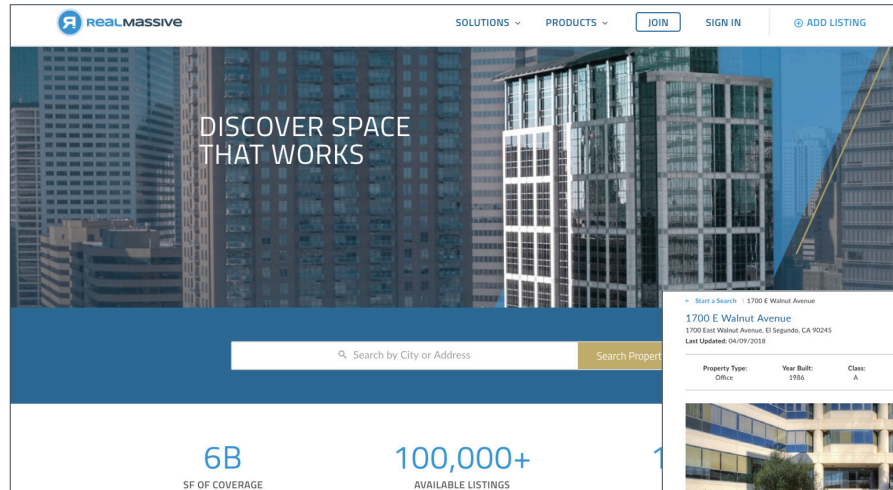 REALMASSIVE
SOLUTIONS
PRODUCTS
JOIN
SIGN IN
ADD LISTING
DISCOVER SPACE
THAT WORKS
Search by City or Address
Search Propert
6B
SF OF COVERAGE
100,000+
AVAILABLE LISTINGS
1
Start a Search 1700 E Walnut Avenue
1700 E Walnut Avenue
1700 East Walnut Avenue, El Segundo, CA 90245
Last Updated: 04/09/2018
Property Type: Year Built: Class:
Office 1986 A